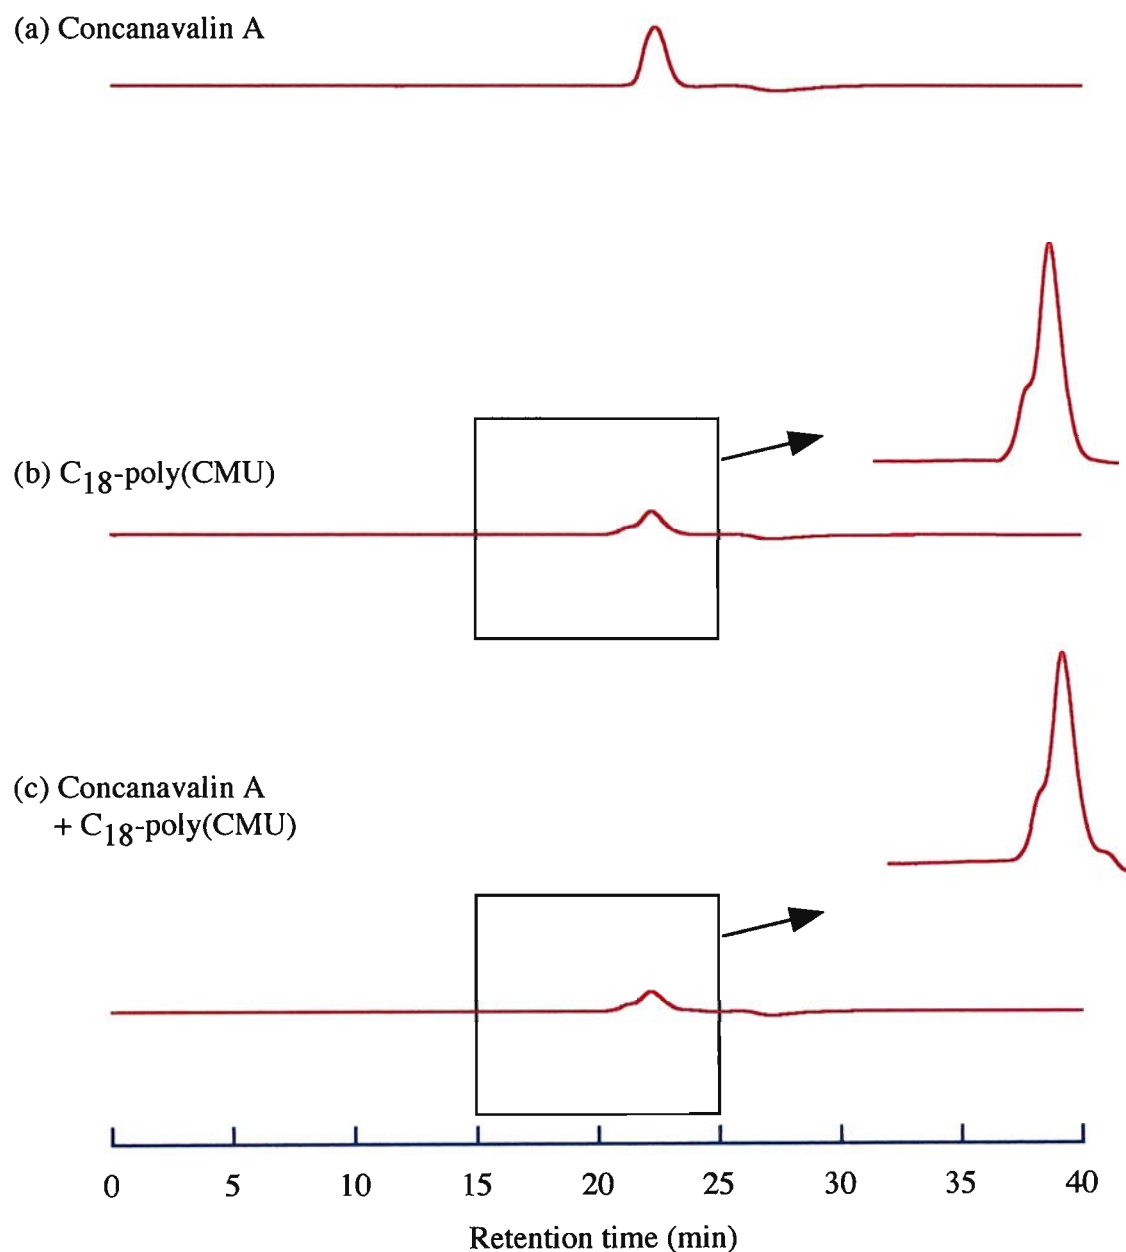 (a) Concanavalin A
(b) C18-poly(CMU)
(c) Concanavalin A
+ C18-poly(CMU)
0 5 10 15 20 25 30 35 40
Retention time (min)